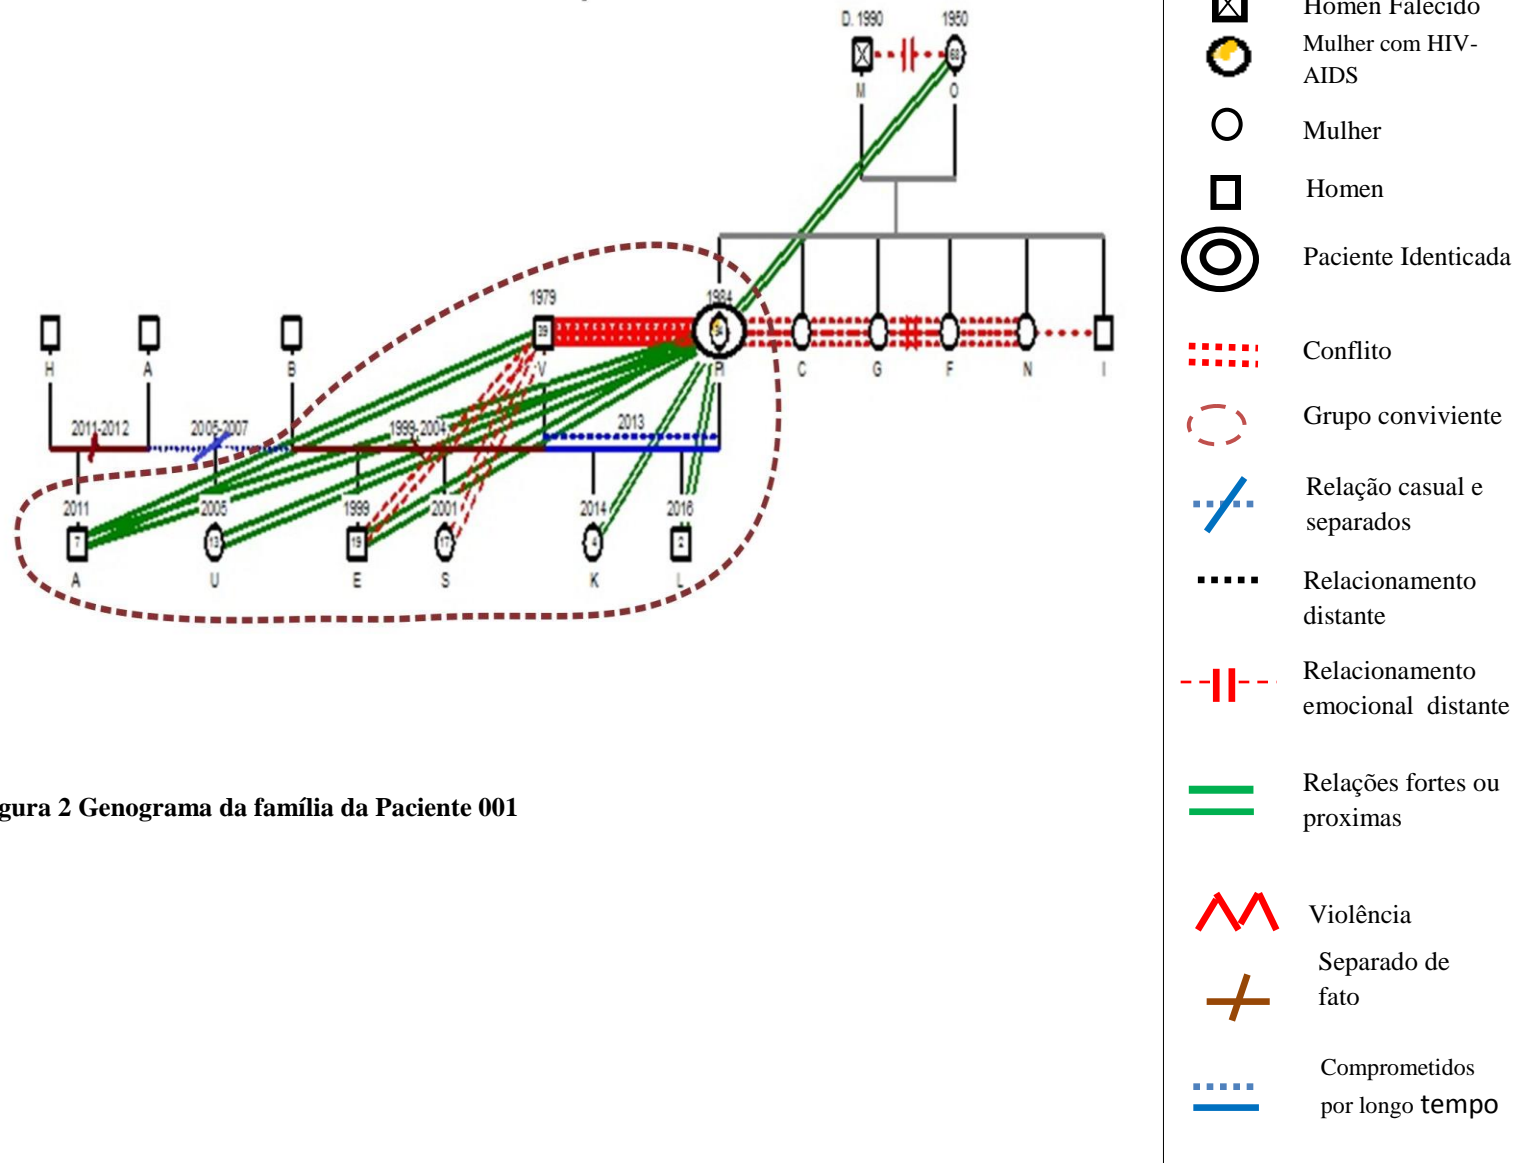 D. 1990
1950
68
M
O
1979
1984
39
34
H
A
B
V
PI
C
G
F
N
I
2011-2012
2005-2007
1999-2004
2013
2011
2005
1999
2001
2014
2016
7
13
19
17
4
2
A
U
E
S
K
L
gura 2 Genograma da família da Paciente 001
Homen Falecido
Mulher com HIV-
AIDS
Mulher
Homen
Paciente Identicada
Conflito
Grupo conviviente
Relação casual e
separados
Relacionamento
distante
Relacionamento
emocional distante
Relações fortes ou
proximas
Violência
Separado de
fato
Comprometidos
por longo tempo